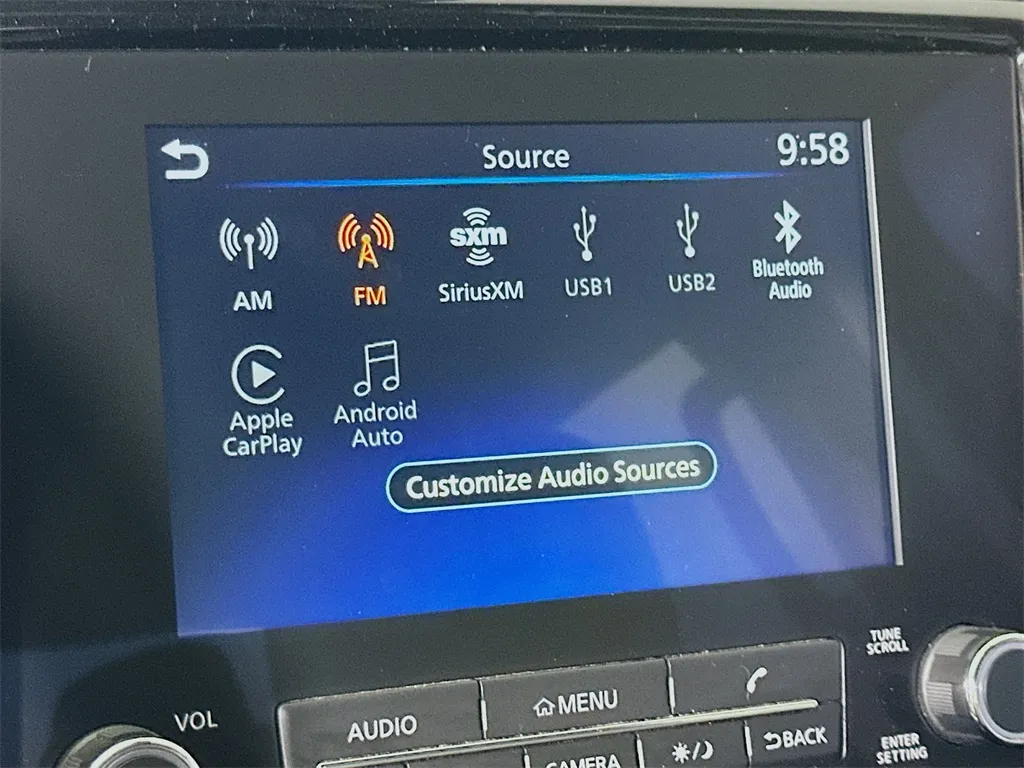 Source
9:58
sxm
AM
FM
SiriusXM
USB1
USB2
Bluetooth
Audio
Apple
CarPlay
Android
Auto
Customize Audio Sources
TUNE
SCROLL
VOL
AUDIO
MENU
CAMERA
BACK
ENTER
SETTING